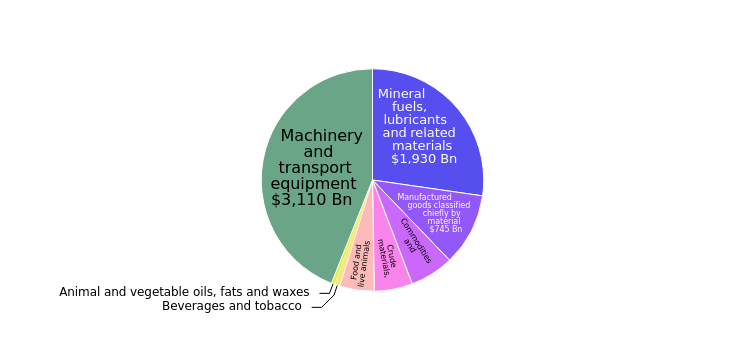 Mineral
fuels,
lubricants
and related
materials
$1,930 Bn
Manufactured
goods classified
chiefly by
material
$745 Bn
Commodities
and
Crude
materials,
Food and
live animals
Machinery
and
transport
equipment
$3,110 Bn
Animal and vegetable oils, fats and waxes
Beverages and tobacco